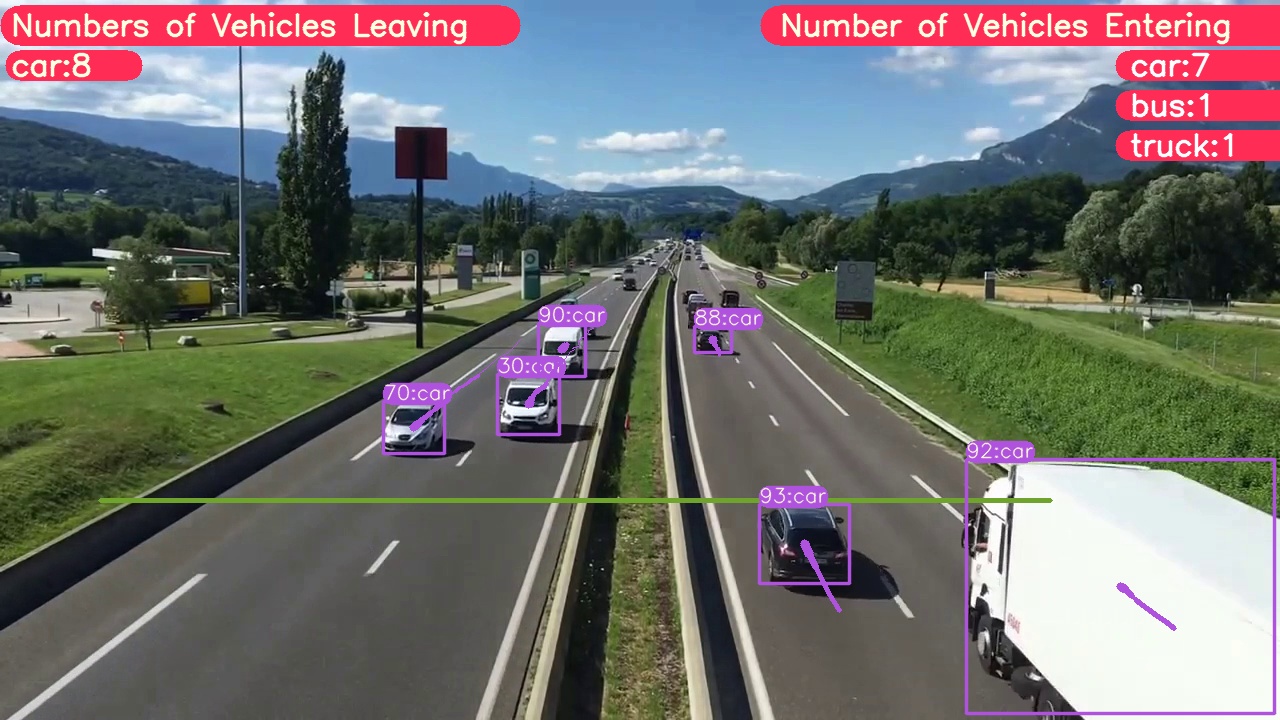 Numbers of Vehicles Leaving
Number of Vehicles Entering
car:8
car:7
bus:1
truck:1
90:car
88:car
30:car
70:car
92:car
93:car